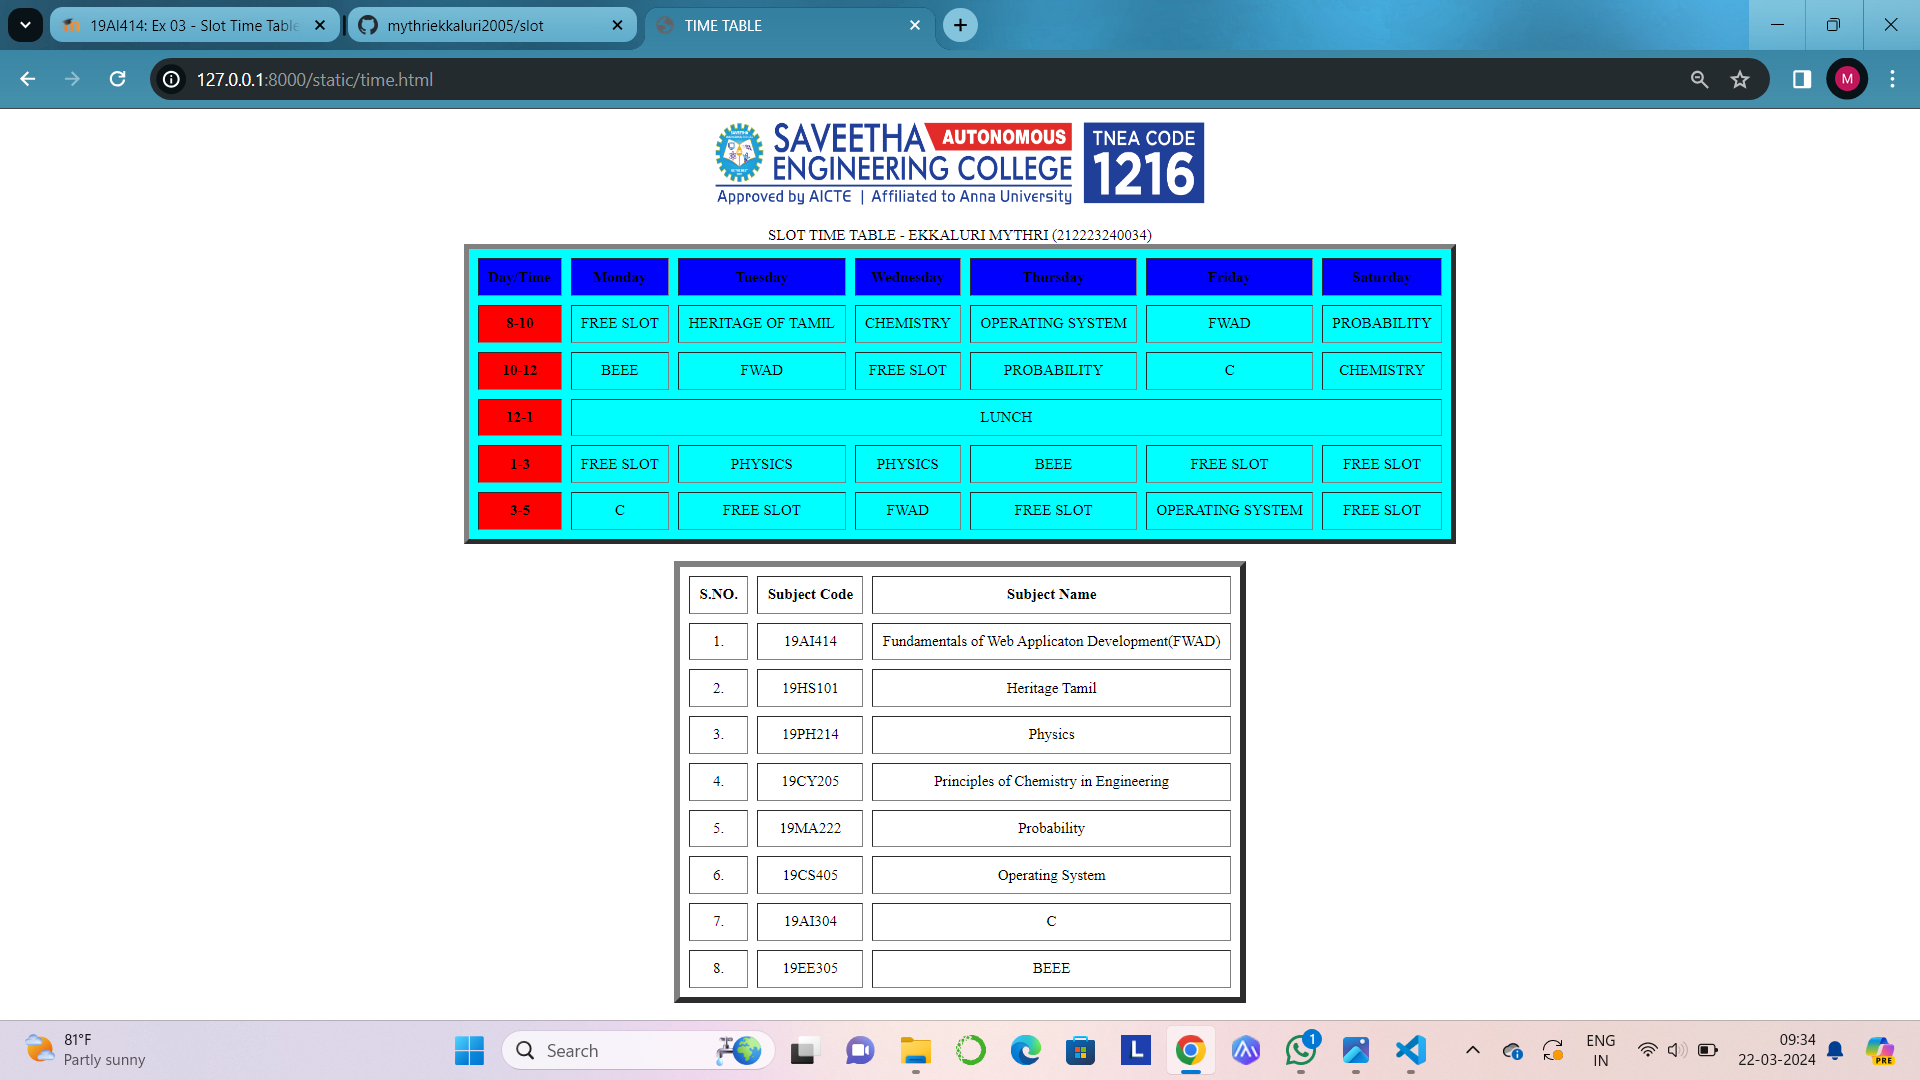 19AI414: Ex 03 - Slot Time Table
mythriekkaluri2005/slot
TIME TABLE
127.0.0.1:8000/static/time.html
M
SAVEETHA AUTONOMOUS
ENGINEERING COLLEGE
Approved by AICTE | Affiliated to Anna University
TNEA CODE
1216
SLOT TIME TABLE - EKKALURI MYTHRI (212223240034)
Day/Time Monday Tuesday Wednesday Thursday Friday Saturday
8-10 FREE SLOT HERITAGE OF TAMIL CHEMISTRY OPERATING SYSTEM FWAD PROBABILITY
10-12 BEEE FWAD FREE SLOT PROBABILITY C CHEMISTRY
12-1 LUNCH
1-3 FREE SLOT PHYSICS PHYSICS BEEE FREE SLOT FREE SLOT
3-5 C FREE SLOT FWAD FREE SLOT OPERATING SYSTEM FREE SLOT
S.NO. Subject Code Subject Name
1. 19AI414 Fundamentals of Web Applicaton Development(FWAD)
2. 19HS101 Heritage Tamil
3. 19PH214 Physics
4. 19CY205 Principles of Chemistry in Engineering
5. 19MA222 Probability
6. 19CS405 Operating System
7. 19AI304 C
8. 19EE305 BEEE
81°F
Partly sunny
Search
L
1
ENG
IN
09:34
22-03-2024
PRE